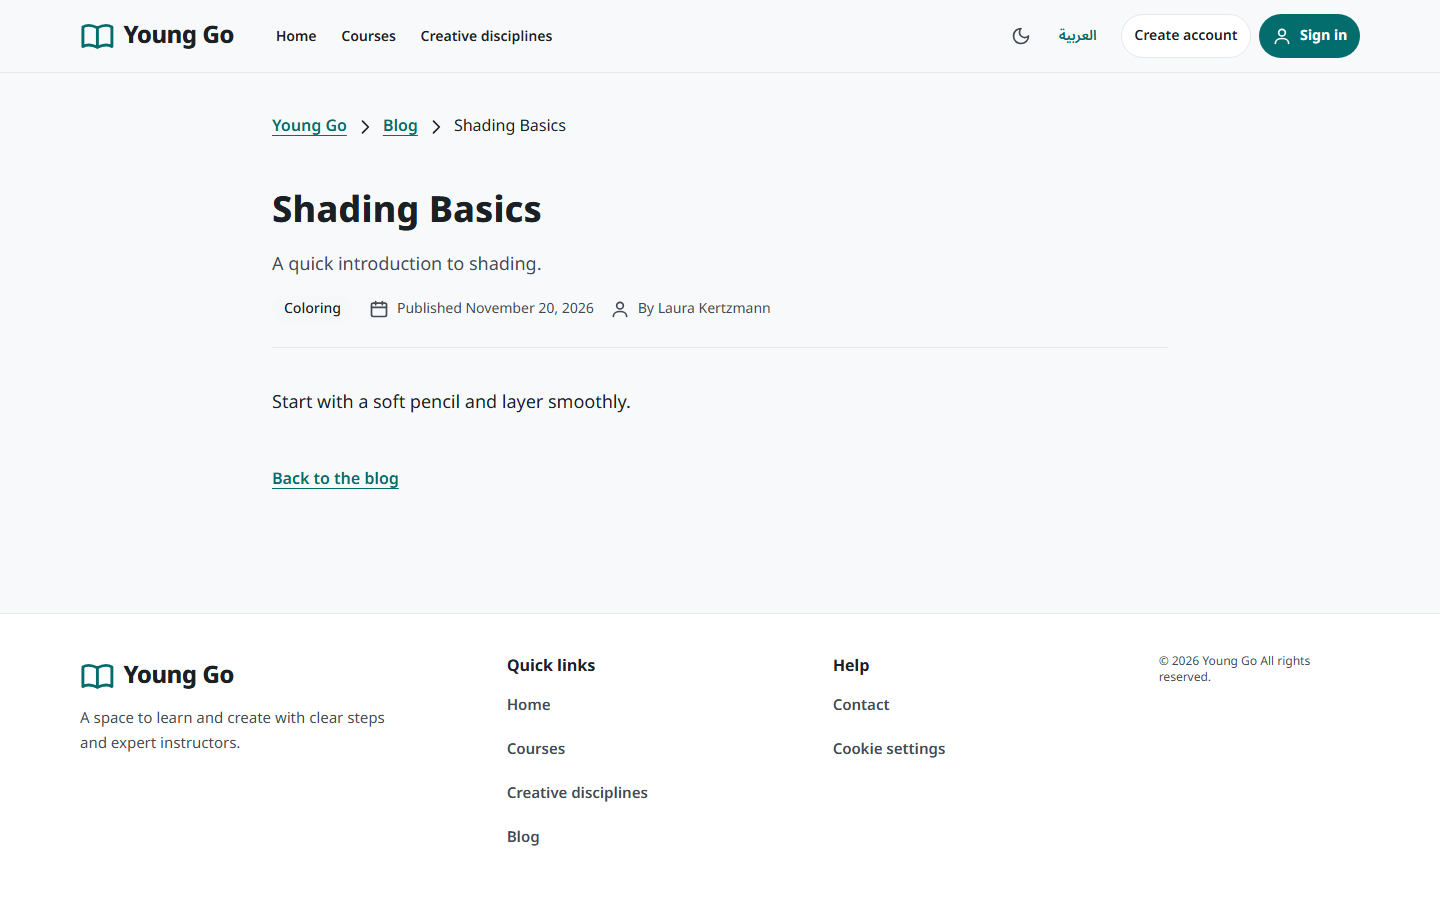 Young Go
Home
Courses
Creative disciplines
العربية
Create account
Sign in
Young Go
Blog
Shading Basics
Shading Basics
A quick introduction to shading.
Coloring
Published November 20, 2026
By Laura Kertzmann
Start with a soft pencil and layer smoothly.
Back to the blog
Young Go
A space to learn and create with clear steps
and expert instructors.
Quick links
Home
Courses
Creative disciplines
Blog
Help
Contact
Cookie settings
© 2026 Young Go All rights
reserved.